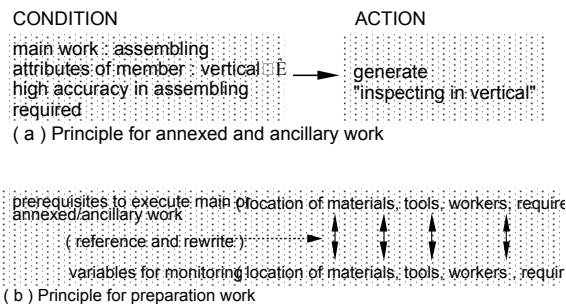 CONDITION ACTION
main work : assembling
attributes of member : vertical
high accuracy in assembling
required
generate
"inspecting in vertical"
( a ) Principle for annexed and ancillary work
prerequisites to execute main or
annexed/ancillary work
location of materials, tools, workers, require
( reference and rewrite )
variables for monitoring ( location of materials, tools, workers , requir
( b ) Principle for preparation work